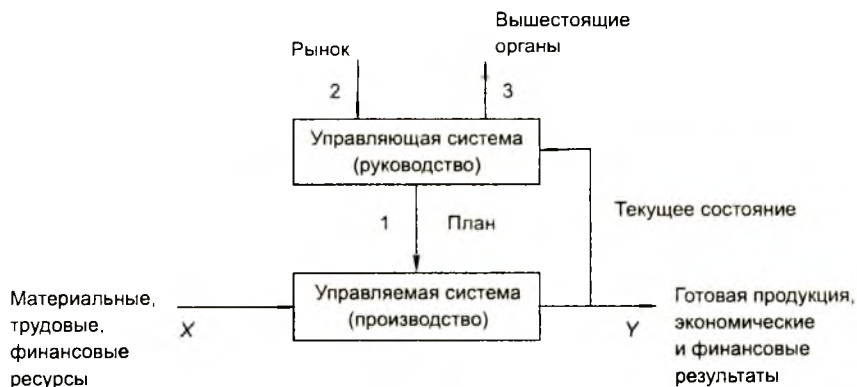 Вышестоящие
органы
Рынок
2
3
Управляющая система
(руководство)
1
План
Текущее состояние
Материальные,
трудовые,
финансовые
ресурсы
X
Управляемая система
(производство)
Y
Готовая продукция,
экономические
и финансовые
результаты